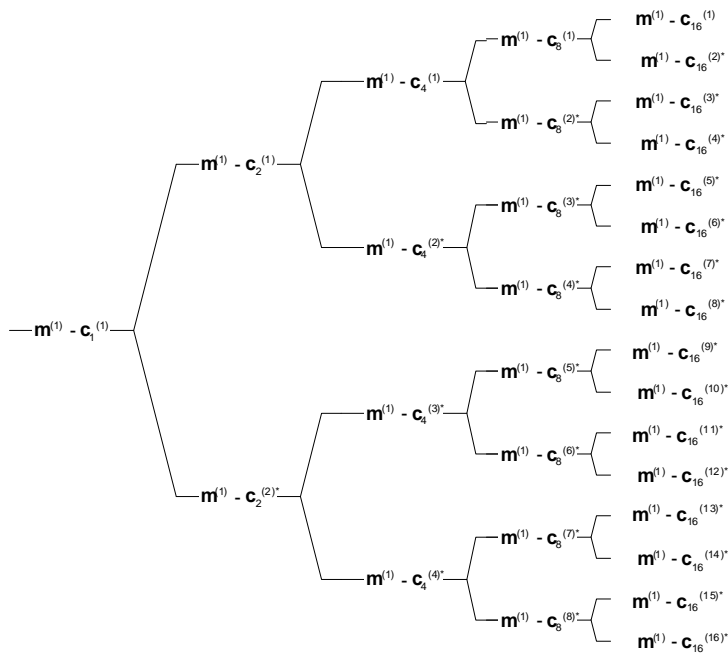 m(1) - c1(1)
m(1) - c2(1)
m(1) - c2(2)*
m(1) - c4(1)
m(1) - c4(2)*
m(1) - c4(3)*
m(1) - c4(4)*
m(1) - c8(1)
m(1) - c8(2)*
m(1) - c8(3)*
m(1) - c8(4)*
m(1) - c8(5)*
m(1) - c8(6)*
m(1) - c8(7)*
m(1) - c8(8)*
m(1) - c16(1)
m(1) - c16(2)*
m(1) - c16(3)*
m(1) - c16(4)*
m(1) - c16(5)*
m(1) - c16(6)*
m(1) - c16(7)*
m(1) - c16(8)*
m(1) - c16(9)*
m(1) - c16(10)*
m(1) - c16(11)*
m(1) - c16(12)*
m(1) - c16(13)*
m(1) - c16(14)*
m(1) - c16(15)*
m(1) - c16(16)*